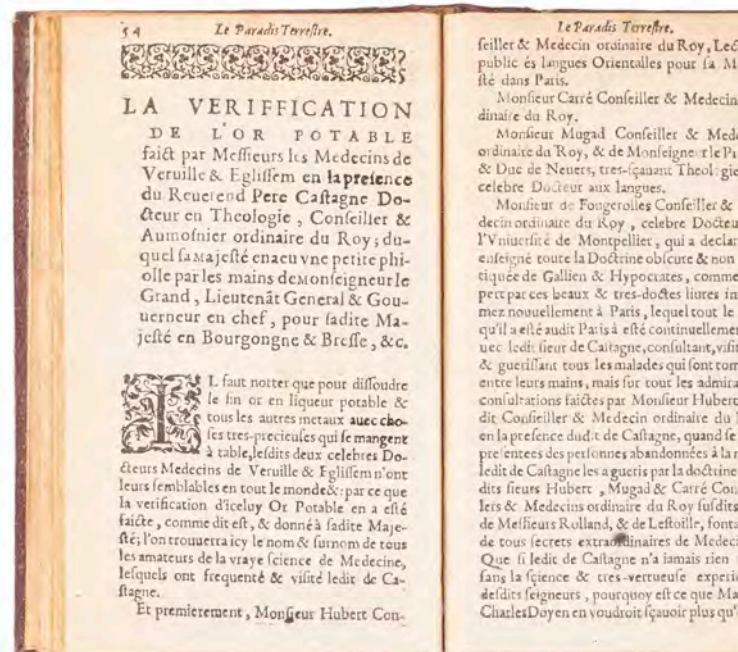 54 Le Paradis Terreſtre.
LA VERIFFICATION
DE L'OR POTABLE
faict par Meſſieurs les Medecins de
Veruille & Egliſſem en la preſence
du Reuerend Pere Caſtagne Do-
cteur en Theologie , Conſeiller &
Aumoſnier ordinaire du Roy ; du-
quel ſa Majeſté en a eu vne petite phi-
olle par les mains de Monſeigneur le
Grand , Lieutenãt General & Gou-
uerneur en chef , pour ſadite Ma-
jeſté en Bourgongne & Breſſe , &c.
IL faut notter que pour diſſoudre
le fin or en liqueur potable &
tous les autres metaux auec cho-
ſes tres-precieuſes qui ſe mangent
à table, leſdits deux celebres Do-
cteurs Medecins de Veruille & Egliſſem n'ont
leurs ſemblables en tout le monde &: par ce que
la verification d'iceluy Or Potable en a eſté
faicte , comme dit eſt , & donné à ſadite Maje-
ſté; l'on trouuerra icy le nom & ſurnom de tous
les amateurs de la vraye ſcience de Medecine,
leſquels ont frequenté & viſité ledit de Ca-
ſtagne.
Et premierement , Monſieur Hubert Con-
Le Paradis Terreſtre.
ſeiller & Medecin ordinaire du Roy, Lec
public és langues Orientalles pour ſa M
ſté dans Paris.
Monſieur Carré Conſeiller & Medecin
dinaire du Roy.
Monſieur Mugad Conſeiller & Mede
ordinaire du Roy, & de Monſeigneur le P
& Duc de Neuers, tres-ſçauant Theologie
celebre Docteur aux langues.
Monſieur de Fougerolles Conſeiller &
decin ordinaire du Roy , celebre Docteu
l'Vniuerſité de Montpellier , qui a declar
enſeigné toute la Doctrine obſcure & non
tiquée de Gallien & Hypocrates , comme
pert par ces beaux & tres-doctes liures im
mez nouuellement à Paris , lequel tout le
qu'il a eſté audit Paris à eſté continuelleme
uec ledit ſieur de Caſtagne, conſultant, viſit
& gueriſſant tous les malades qui ſont tom
entre leurs mains , mais ſur tout les admira
conſultations faictes par Monſieur Hubert
dit Conſieiller & Medecin ordinaire du
en la preſence dudit de Caſtagne, quand ſe
preſentees des perſonnes abandonnées à la
ledit de Caſtagne les a gueris par la doctrine
dits ſieurs Hubert , Mugad & Carré Con
lers & Medecins ordinaire du Roy ſuſdits
de Meſſieurs Rolland, & de Leſtoille, fonta
de tous ſecrets extraordinaires de Medeci
Que ſi ledit de Caſtagne n'a iamais rien
ſans la ſcience & tres-vertueuſe experi
deſdits ſeigneurs , pourquoy eſt ce que Ma
Charles Doyen en voudroit ſçauoir plus qu'